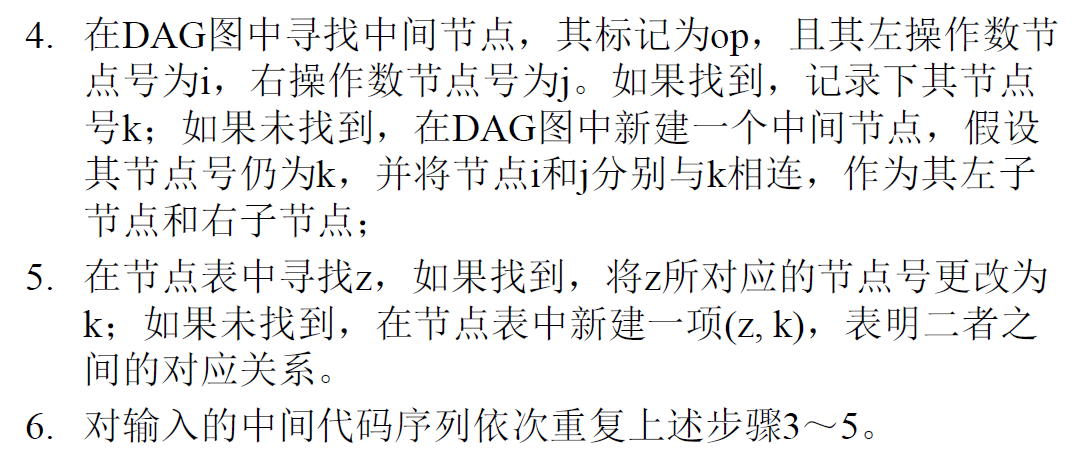 4. 在DAG图中寻找中间节点，其标记为op，且其左操作数节
点号为i，右操作数节点号为j。如果找到，记录下其节点
号k；如果未找到，在DAG图中新建一个中间节点，假设
其节点号仍为k，并将节点i和j分别与k相连，作为其左子
节点和右子节点；
5. 在节点表中寻找z，如果找到，将z所对应的节点号更改为
k；如果未找到，在节点表中新建一项(z, k)，表明二者之
间的对应关系。
6. 对输入的中间代码序列依次重复上述步骤3～5。